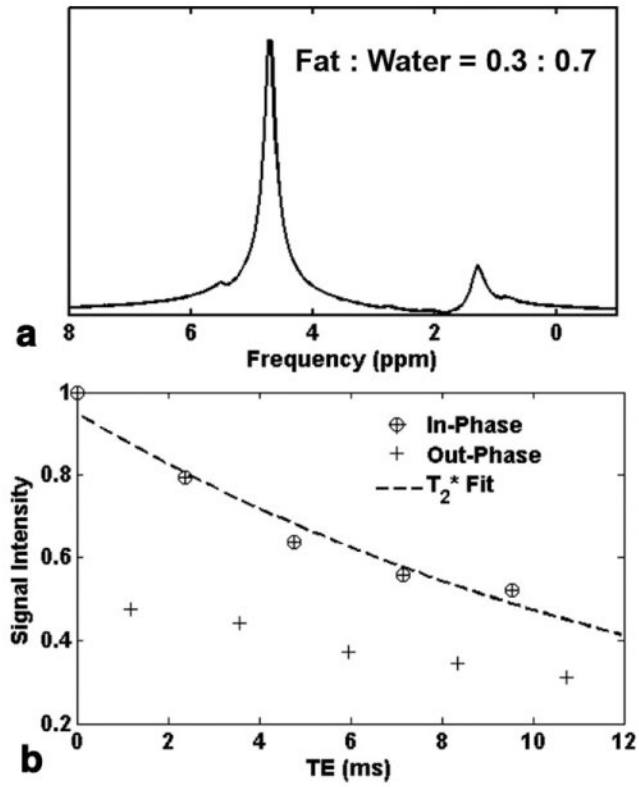 Fat : Water = 0.3 : 0.7
8 6 4 2 0
a
Frequency (ppm)
1
0.8
0.6
0.4
0.2
Signal Intensity
In-Phase
Out-Phase
T2* Fit
0 2 4 6 8 10 12
b
TE (ms)